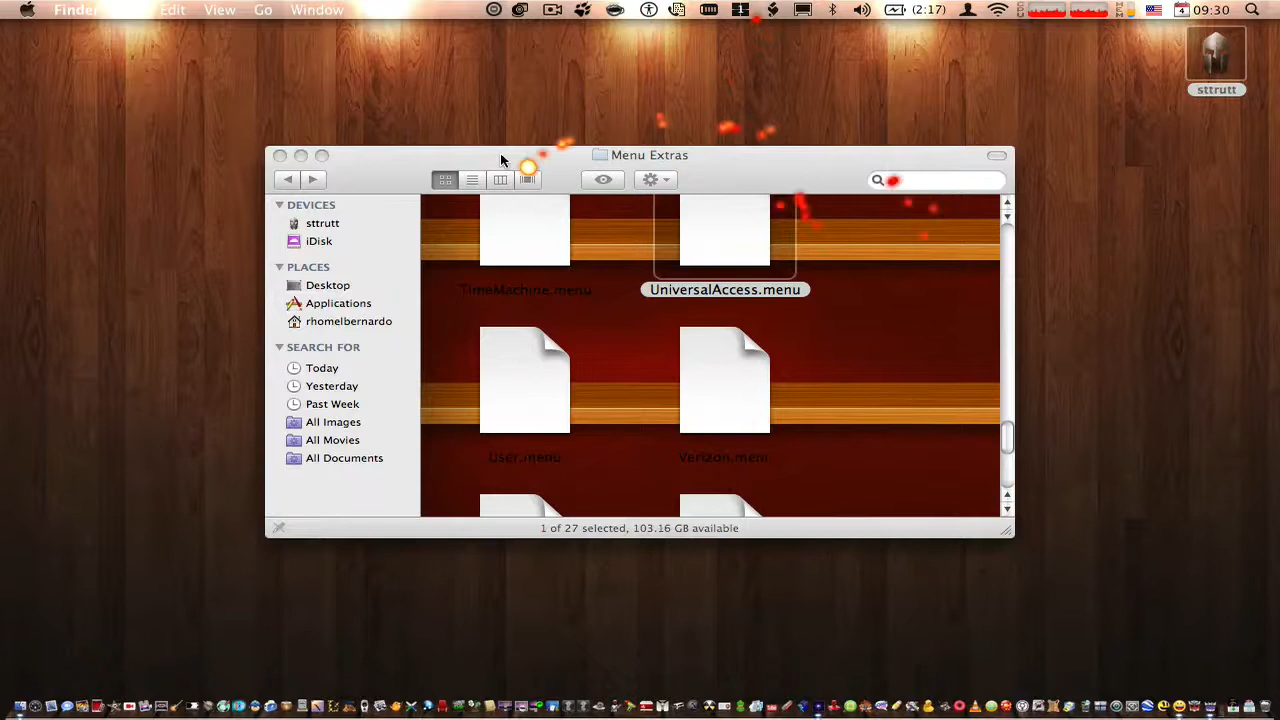 Finder Edit View Go Window (2:17) 4 09:30
sttrutt
Menu Extras
DEVICES
sttrutt
iDisk
PLACES
Desktop
Applications
rhomelbernardo
SEARCH FOR
Today
Yesterday
Past Week
All Images
All Movies
All Documents
TimeMachine.menu UniversalAccess.menu
User.menu Verizon.menu
1 of 27 selected, 103.16 GB available